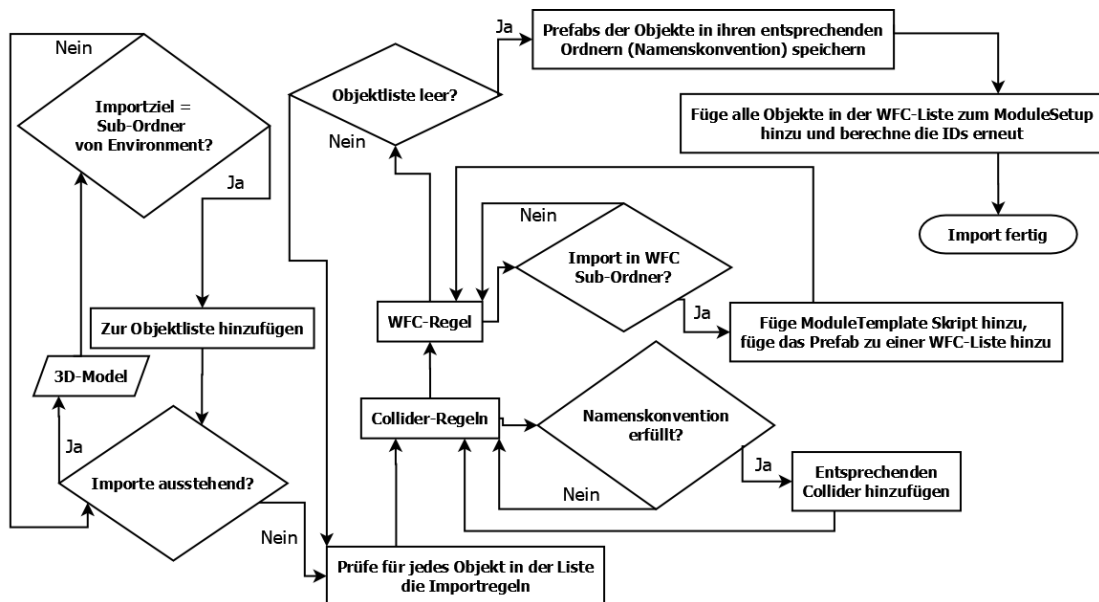 Nein
Importziel =
Sub-Ordner
von Environment?
Ja
Zur Objektliste hinzufügen
3D-Model
Ja
Importe ausstehend?
Nein
Prüfe für jedes Objekt in der Liste
die Importregeln
Collider-Regeln
Namenskonvention
erfüllt?
Nein
Ja
Entsprechenden
Collider hinzufügen
WFC-Regel
Import in WFC
Sub-Ordner?
Nein
Ja
Füge ModuleTemplate Skript hinzu,
füge das Prefab zu einer WFC-Liste hinzu
Objektliste leer?
Nein
Ja
Prefabs der Objekte in ihren entsprechenden
Ordnern (Namenskonvention) speichern
Füge alle Objekte in der WFC-Liste zum ModuleSetup
hinzu und berechne die IDs erneut
Import fertig